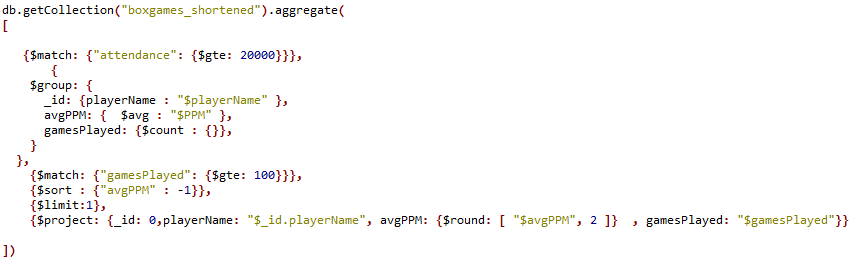 db.getCollection("boxgames_shortened").aggregate(
[
{$match: {"attendance": {$gte: 20000}}},
{
$group: {
_id: {playerName : "$playerName" },
avgPPM: {  $avg : "$PPM" },
gamesPlayed: {$count : {}},
}
},
{$match: {"gamesPlayed": {$gte: 100}}},
{$sort : {"avgPPM" : -1}},
{$limit:1},
{$project: {_id: 0,playerName: "$_id.playerName", avgPPM: {$round: [ "$avgPPM", 2 ]}  , gamesPlayed: "$gamesPlayed"}}
])